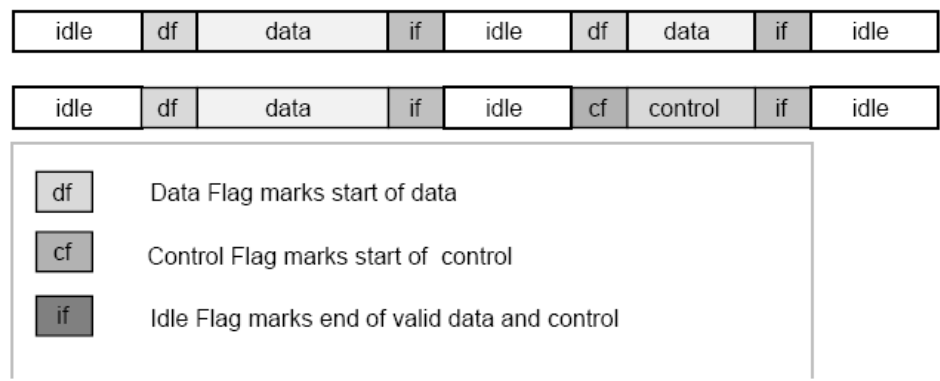 idle df data if idle df data if idle
idle df data if idle cf control if idle
df Data Flag marks start of data
cf Control Flag marks start of control
if Idle Flag marks end of valid data and control